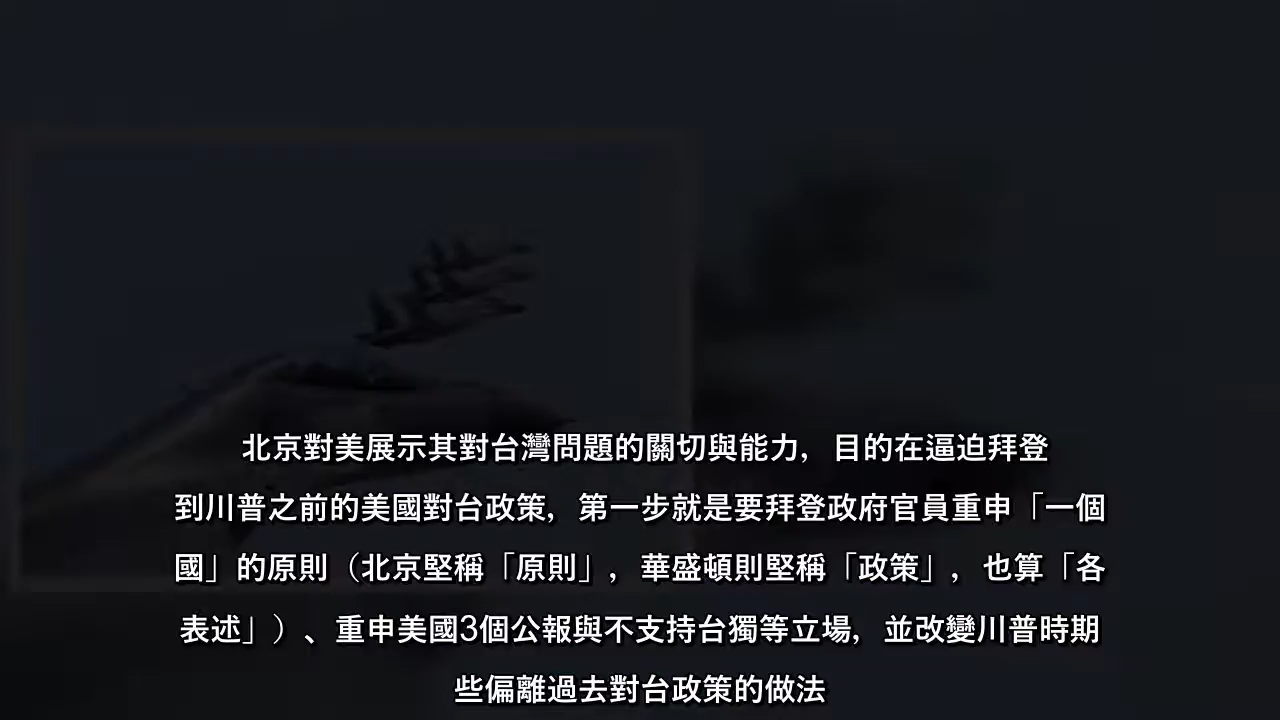 北京對美展示其對台灣問題的關切與能力，目的在逼迫拜登
到川普之前的美國對台政策，第一步就是要拜登政府官員重申「一個
國」的原則（北京堅稱「原則」，華盛頓則堅稱「政策」，也算「各
表述」）、重申美國3個公報與不支持台獨等立場，並改變川普時期
些偏離過去對台政策的做法